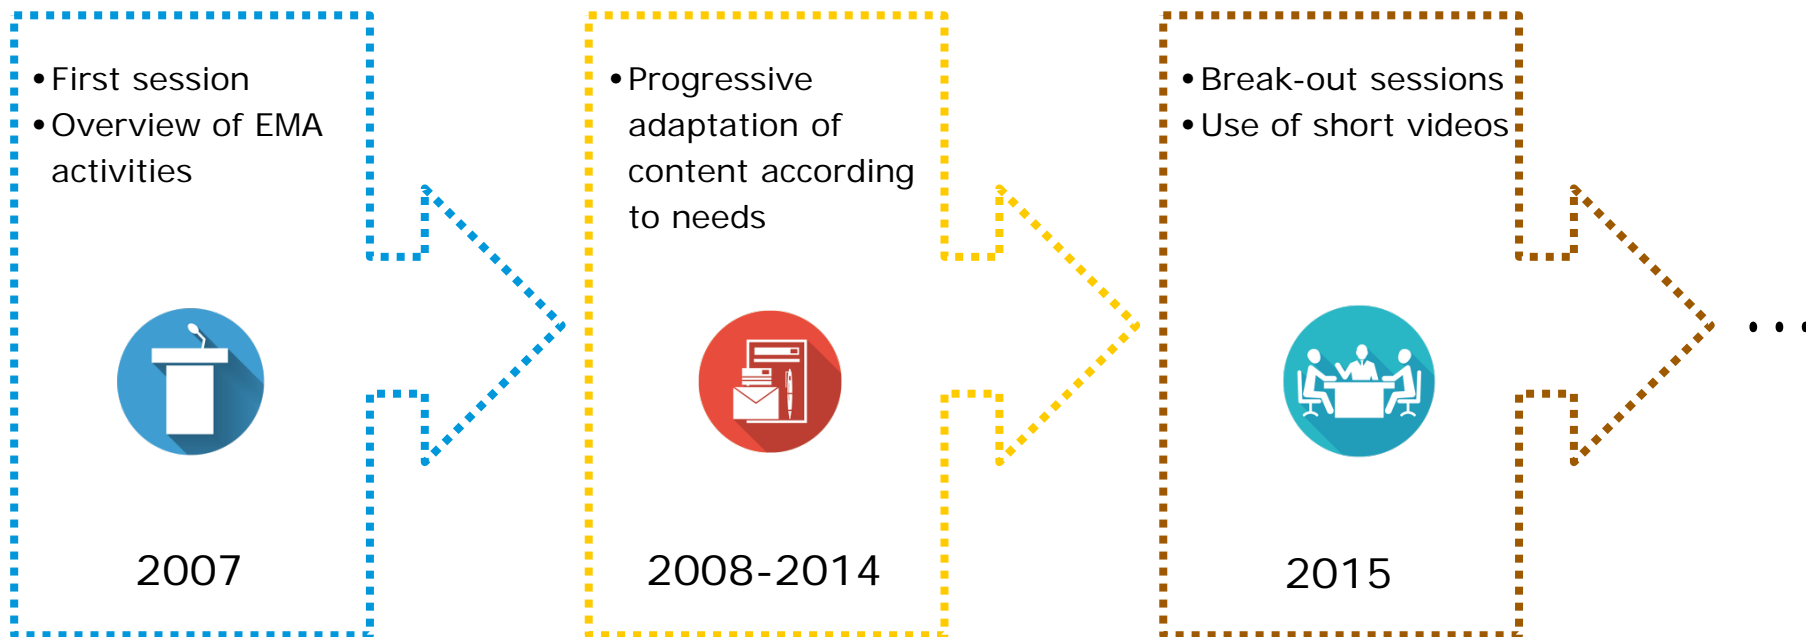 •First session
•Overview of EMA
activities
2007
•Progressive
adaptation of
content according
to needs
2008-2014
•Break-out sessions
•Use of short videos
2015
...